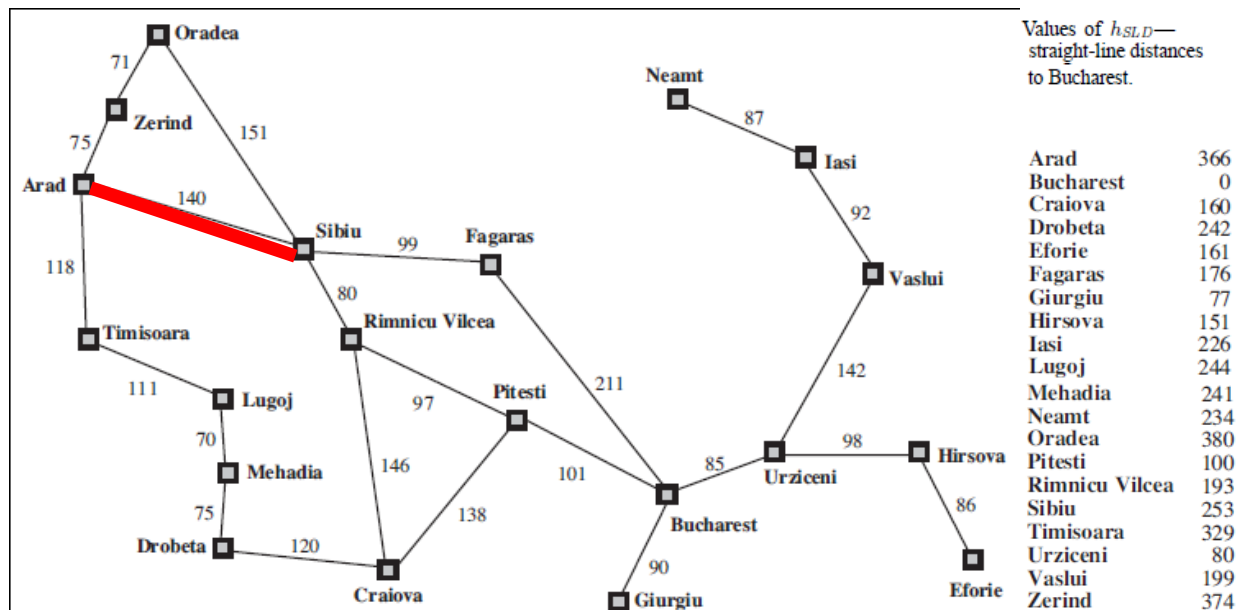 Oradea
71
Neamt
87
Zerind
75
151
Iasi
Arad
140
92
Sibiu
99
Fagaras
118
80
Vaslui
Timisoara
Rimnicu Vilcea
111
Lugoj
97
Pitesti
211
142
70
98
Hirsova
Mehadia
146
101
85
Urziceni
75
138
Bucharest
86
Drobeta
120
90
Craiova
Giurgiu
Eforie
Values of hSLD—
straight-line distances
to Bucharest.
Arad 366
Bucharest 0
Craiova 160
Drobeta 242
Eforie 161
Fagaras 176
Giurgiu 77
Hirsova 151
Iasi 226
Lugoj 244
Mehadia 241
Neamt 234
Oradea 380
Pitesti 100
Rimnicu Vilcea 193
Sibiu 253
Timisoara 329
Urziceni 80
Vaslui 199
Zerind 374